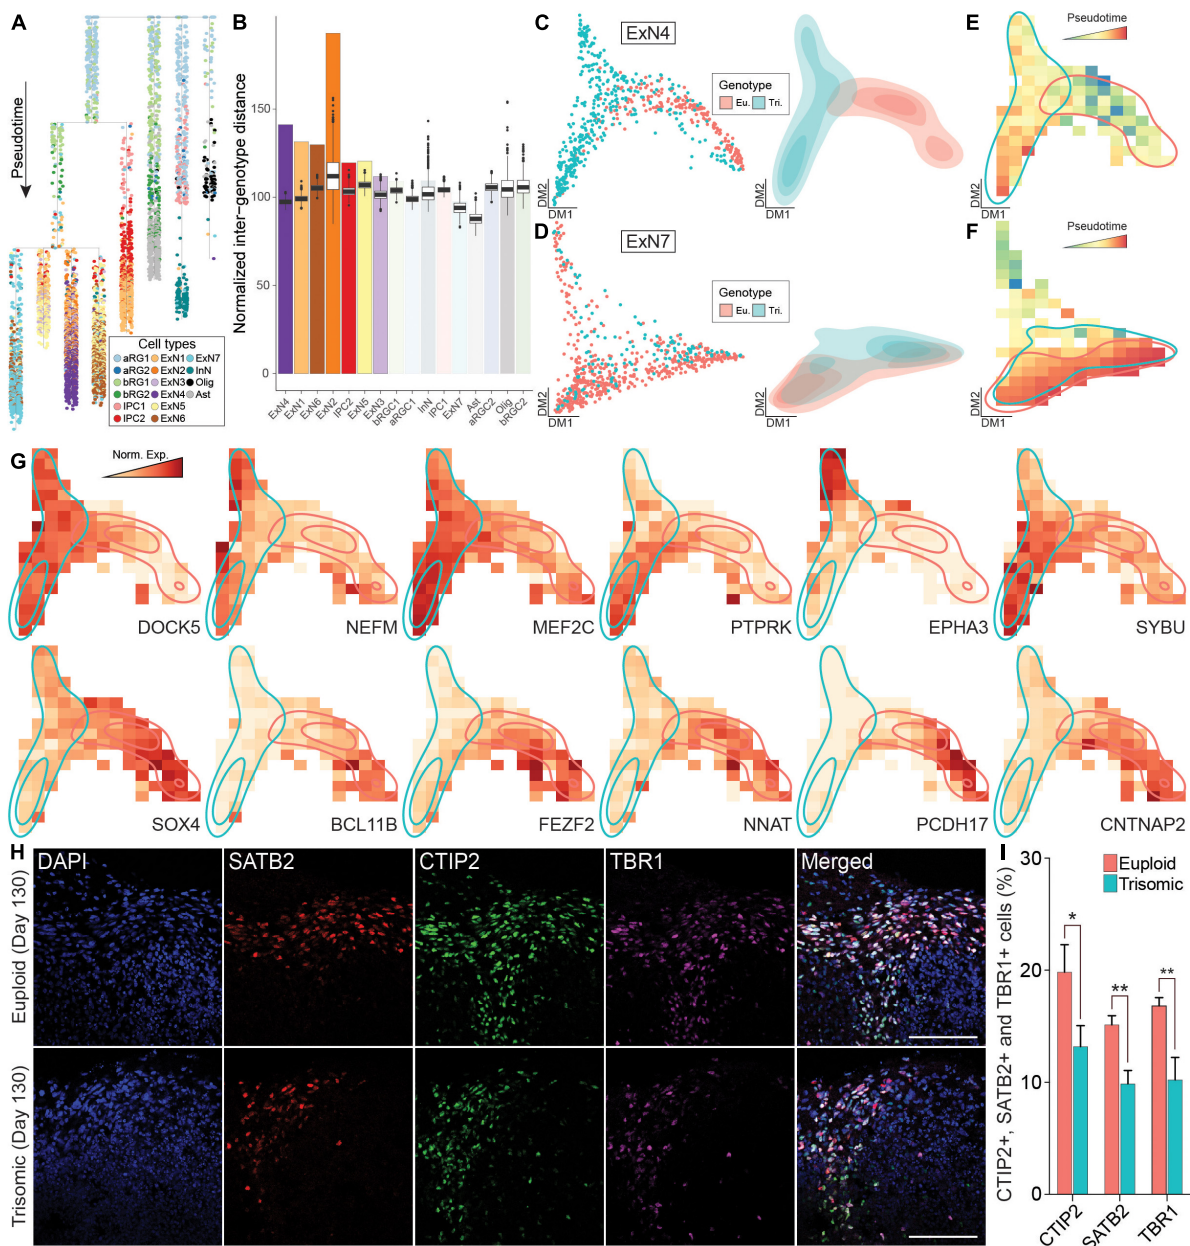 A
Pseudotime
Cell types
aRG1 ExN1 ExN7
aRG2 ExN2 InN
bRG1 ExN3 Olig
bRG2 ExN4 Ast
IPC1 ExN5
IPC2 ExN6
B
Normalized inter-genotype distance
150
100
50
0
ExN4 ExN1 ExN6 ExN2 IPC2 ExN5 ExN3 bRGC1 aRGC1 InN IPC1 ExN7 Ast aRGC2 Olig bRGC2
C
ExN4
Genotype
Eu. Tri.
DM2
DM1
DM2
DM1
D
ExN7
Genotype
Eu. Tri.
DM2
DM1
DM2
DM1
E
Pseudotime
DM2
DM1
F
Pseudotime
DM2
DM1
G
Norm. Exp.
DOCK5 NEFM MEF2C PTPRK EPHA3 SYBU
SOX4 BCL11B FEZF2 NNAT PCDH17 CNTNAP2
H
DAPI SATB2 CTIP2 TBR1 Merged
Euploid (Day 130)
Trisomic (Day 130)
I
CTIP2+, SATB2+ and TBR1+ cells (%)
30
20
10
0
Euploid
Trisomic
* ** **
CTIP2 SATB2 TBR1